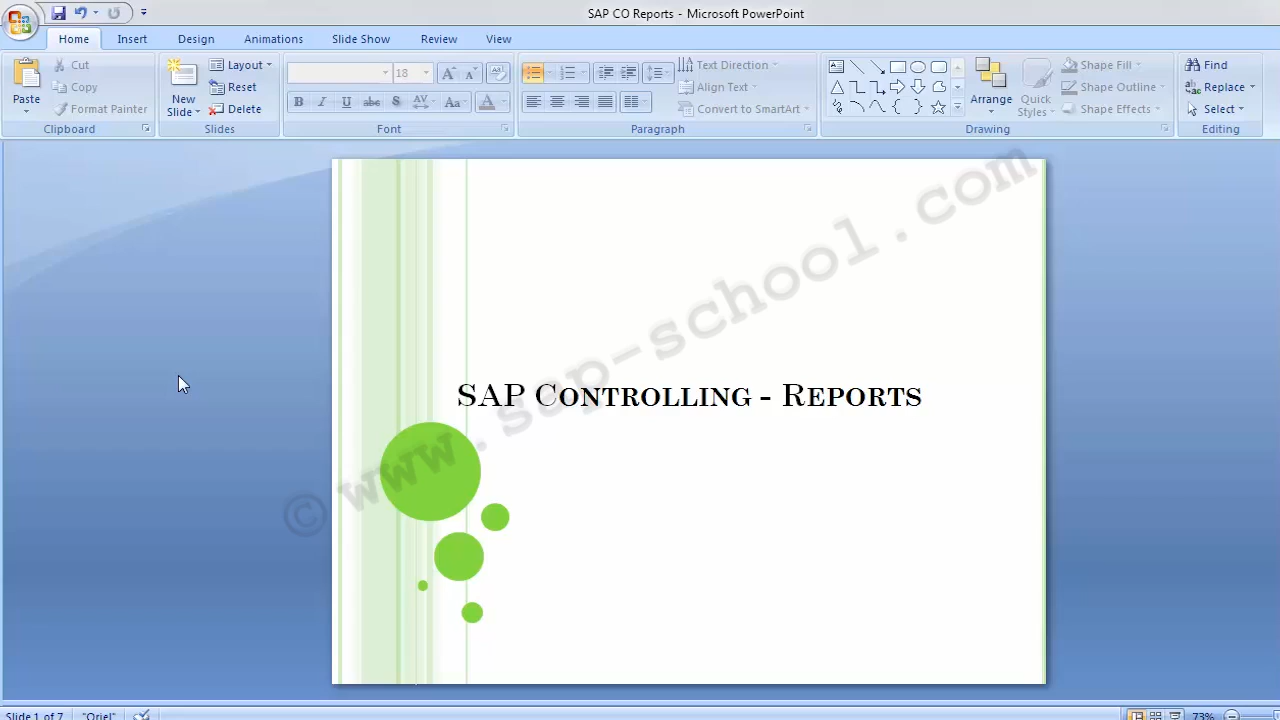 SAP CO Reports - Microsoft PowerPoint
Home Insert Design Animations Slide Show Review View
Paste
Cut
Copy
Format Painter
Clipboard
New
Slide
Layout
Reset
Delete
Slides
18
B I U abc S AV Aa A
Font
Text Direction
Align Text
Convert to SmartArt
Paragraph
Arrange
Quick
Styles
Shape Fill
Shape Outline
Shape Effects
Drawing
Find
Replace
Select
Editing
© www.sap-school.com
SAP Controlling - Reports
Slide 1 of 7 "Oriel" 73%